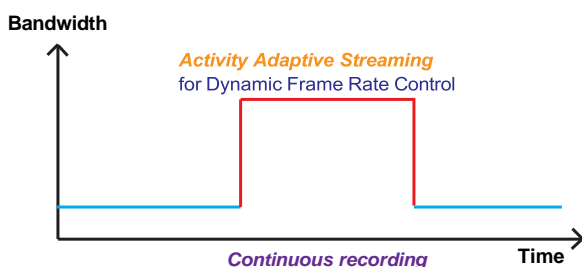 Bandwidth
Activity Adaptive Streaming
for Dynamic Frame Rate Control
Continuous recording
Time